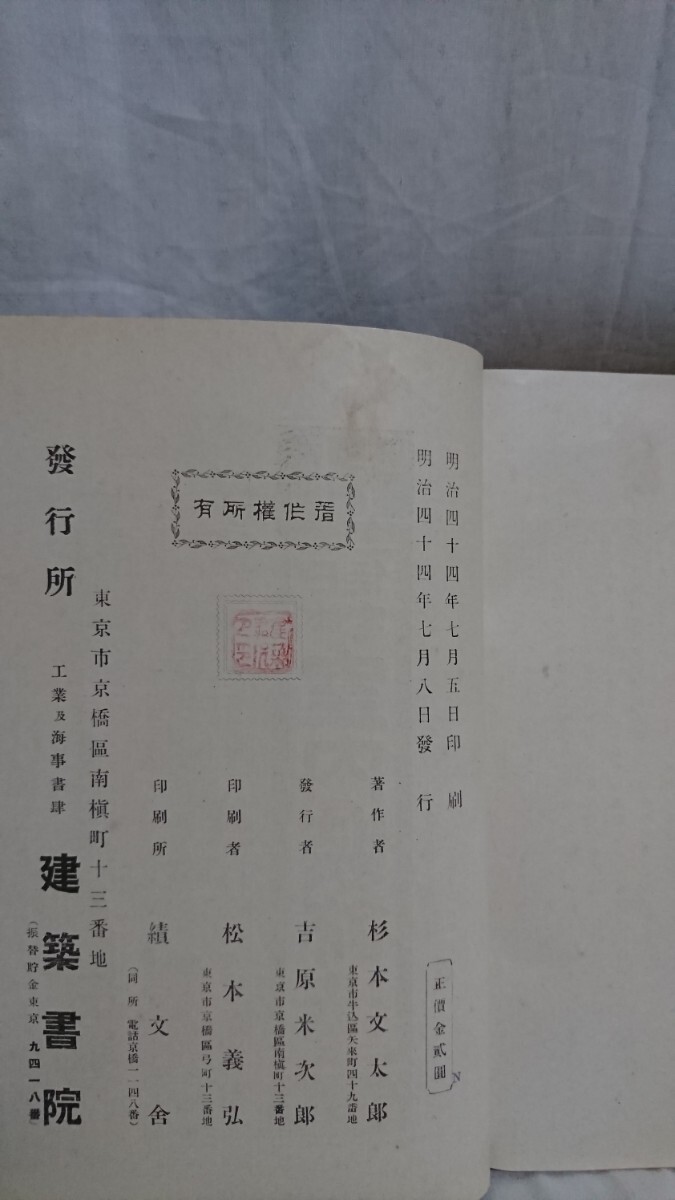 明治四十四年七月五日印刷
明治四十四年七月八日發行
正價金貳圓
著作者 杉本文太郎
東京市牛込區矢來町四十九番地
發行者 吉原米次郎
東京市京橋區南槇町十三番地
印刷者 松本義弘
東京市京橋區弓町十三番地
印刷所 績文舍
(同所 電話京橋一一四八番)
著作權所有
東京市京橋區南槇町十三番地
發行所 工業及海事書肆 建築書院
(振替貯金東京 九四一八番)